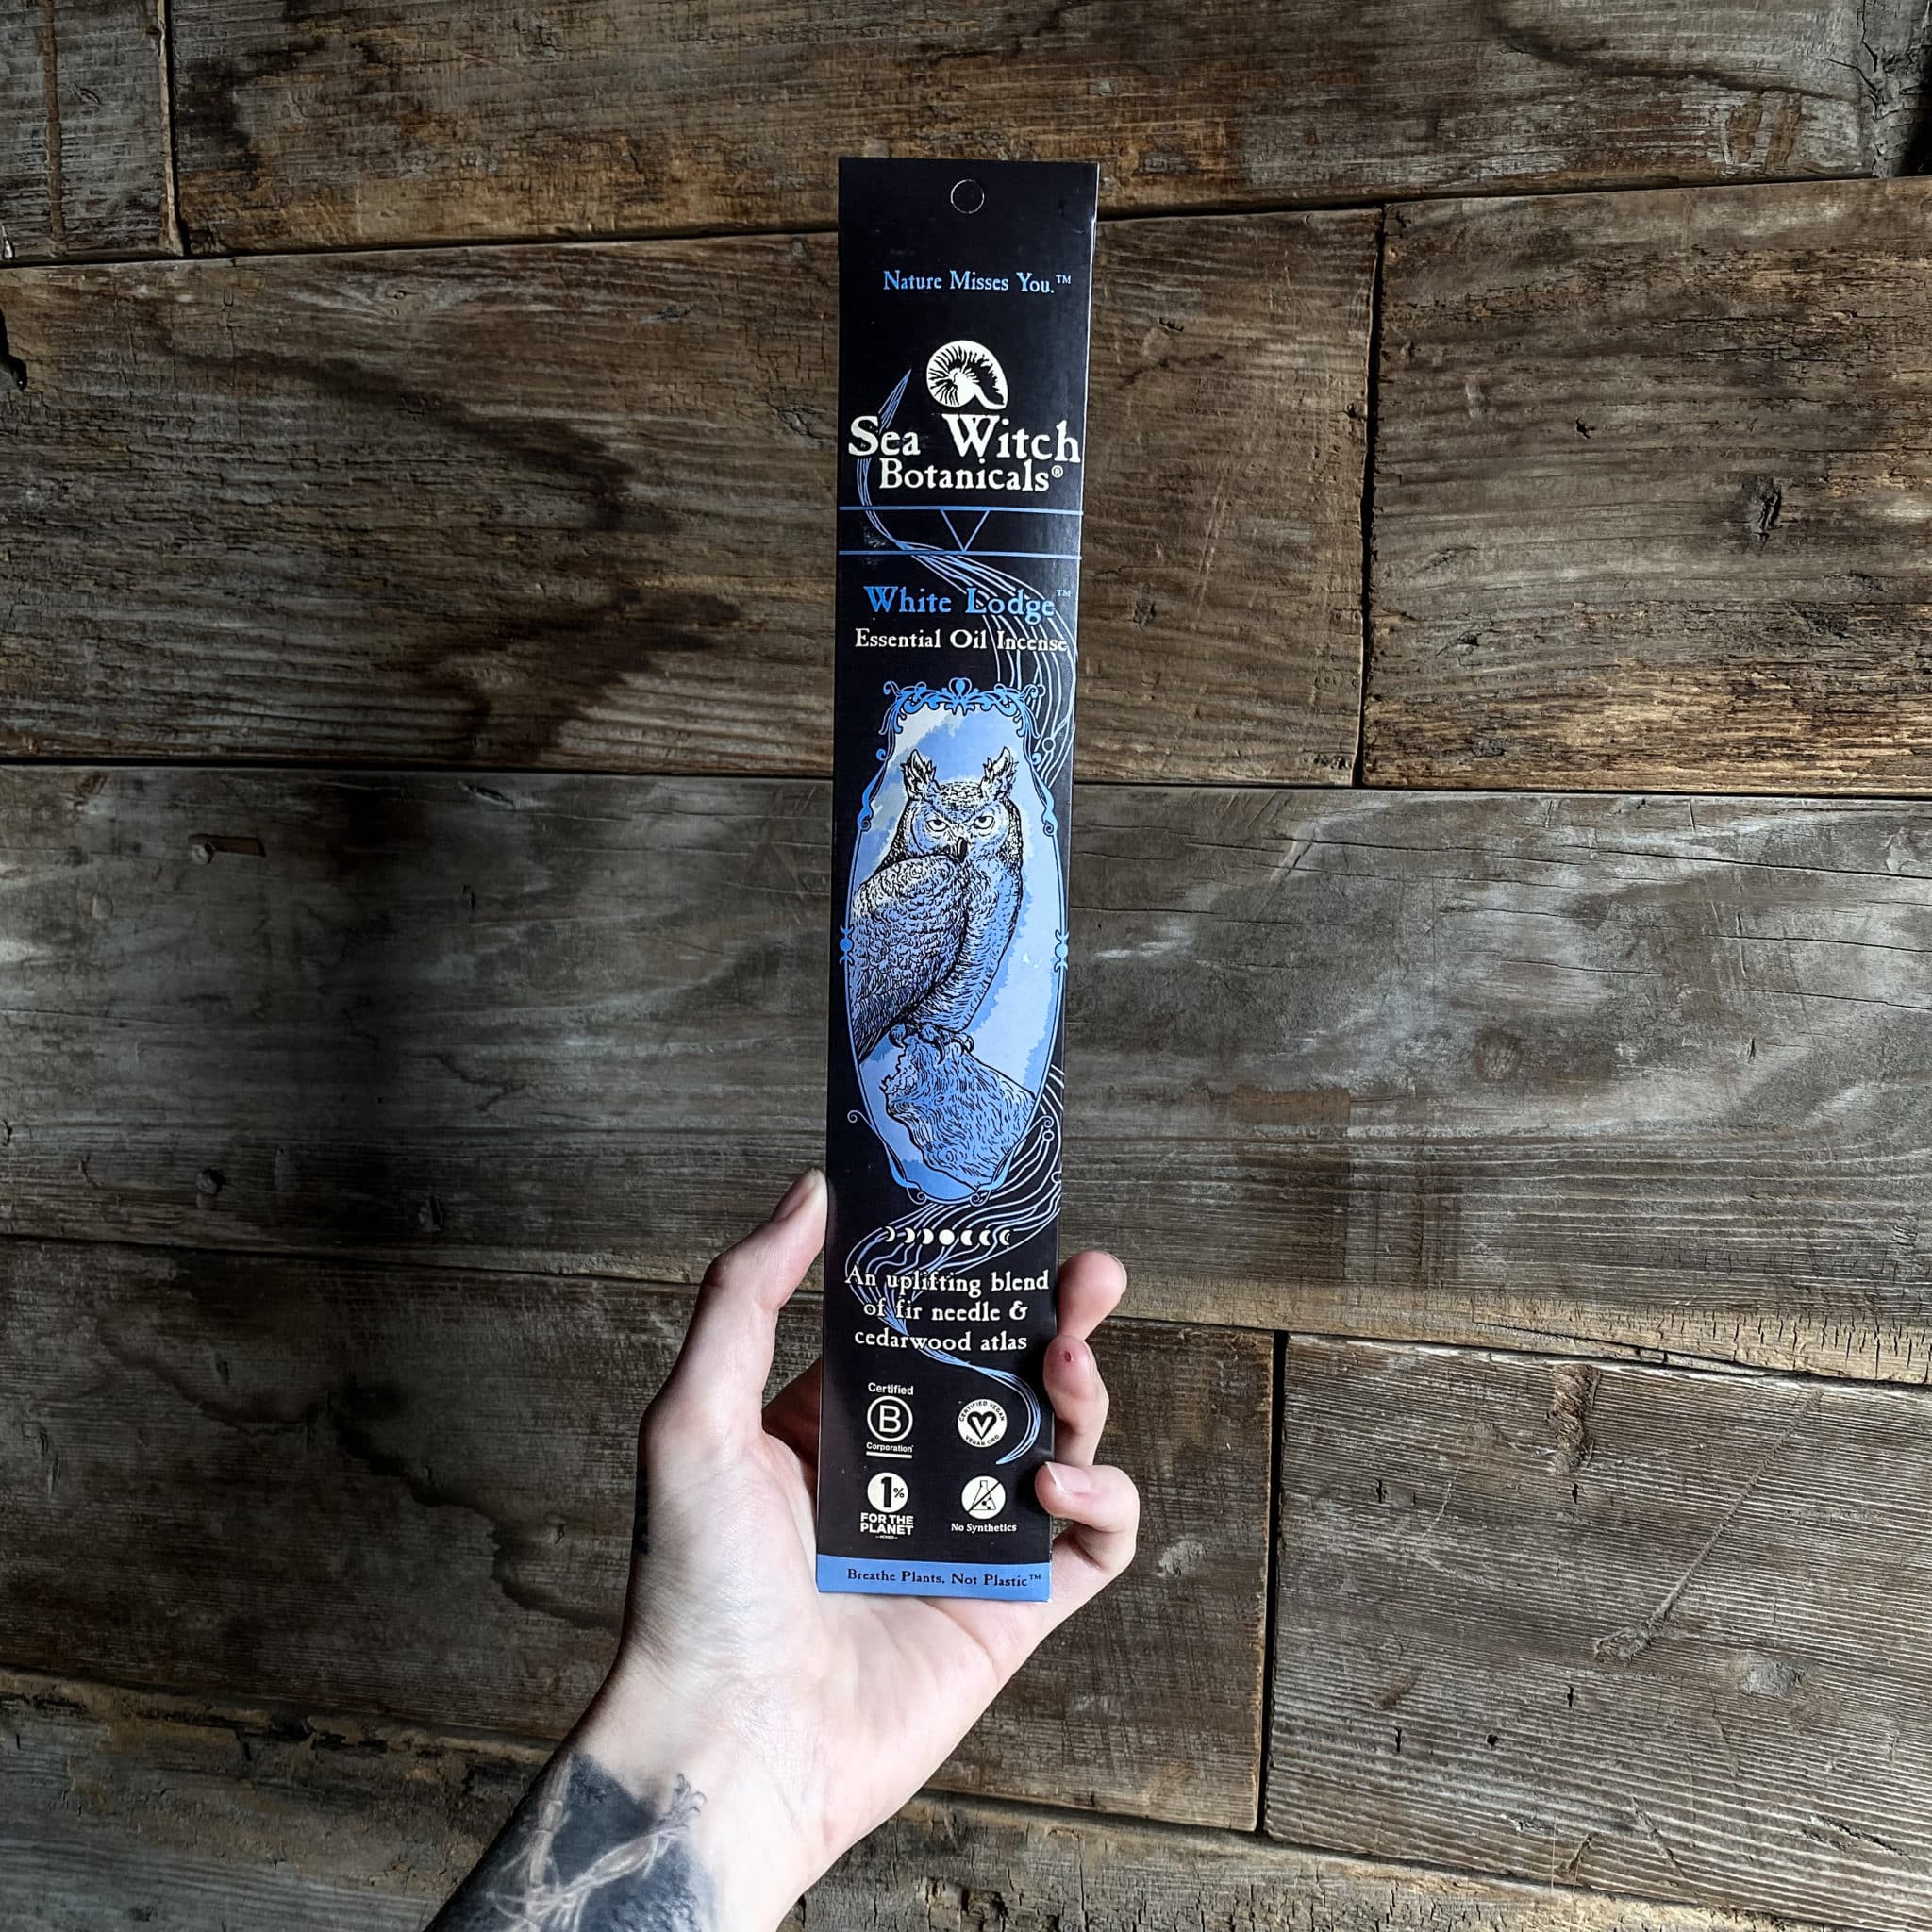 Nature Misses You.™
Sea Witch
Botanicals®
White Lodge™
Essential Oil Incense
An uplifting blend
of fir needle &
cedarwood atlas
Certified
B
Corporation
CERTIFIED VEGAN
VEGAN.ORG
1%
FOR THE
PLANET
No Synthetics
Breathe Plants, Not Plastic™